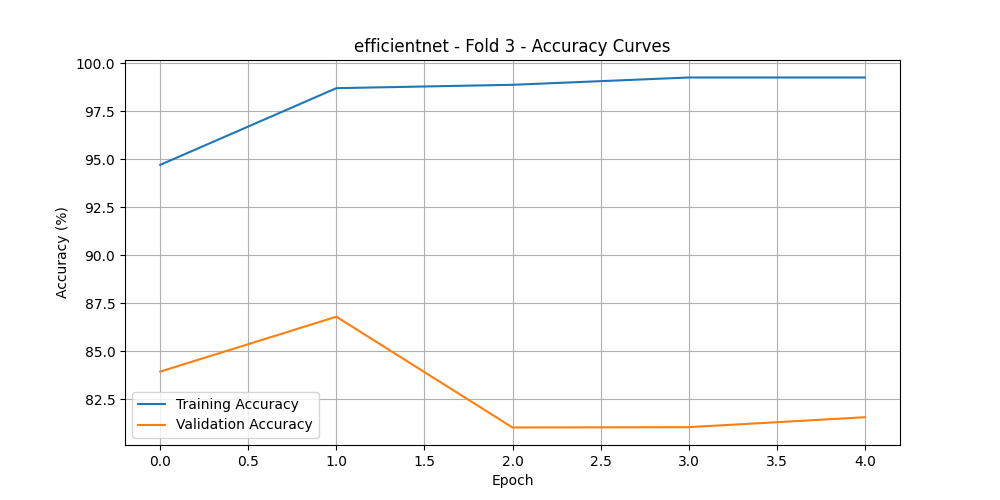 efficientnet - Fold 3 - Accuracy Curves
100.0
97.5
95.0
92.5
90.0
87.5
85.0
82.5
Accuracy (%)
Training Accuracy
Validation Accuracy
0.0 0.5 1.0 1.5 2.0 2.5 3.0 3.5 4.0
Epoch